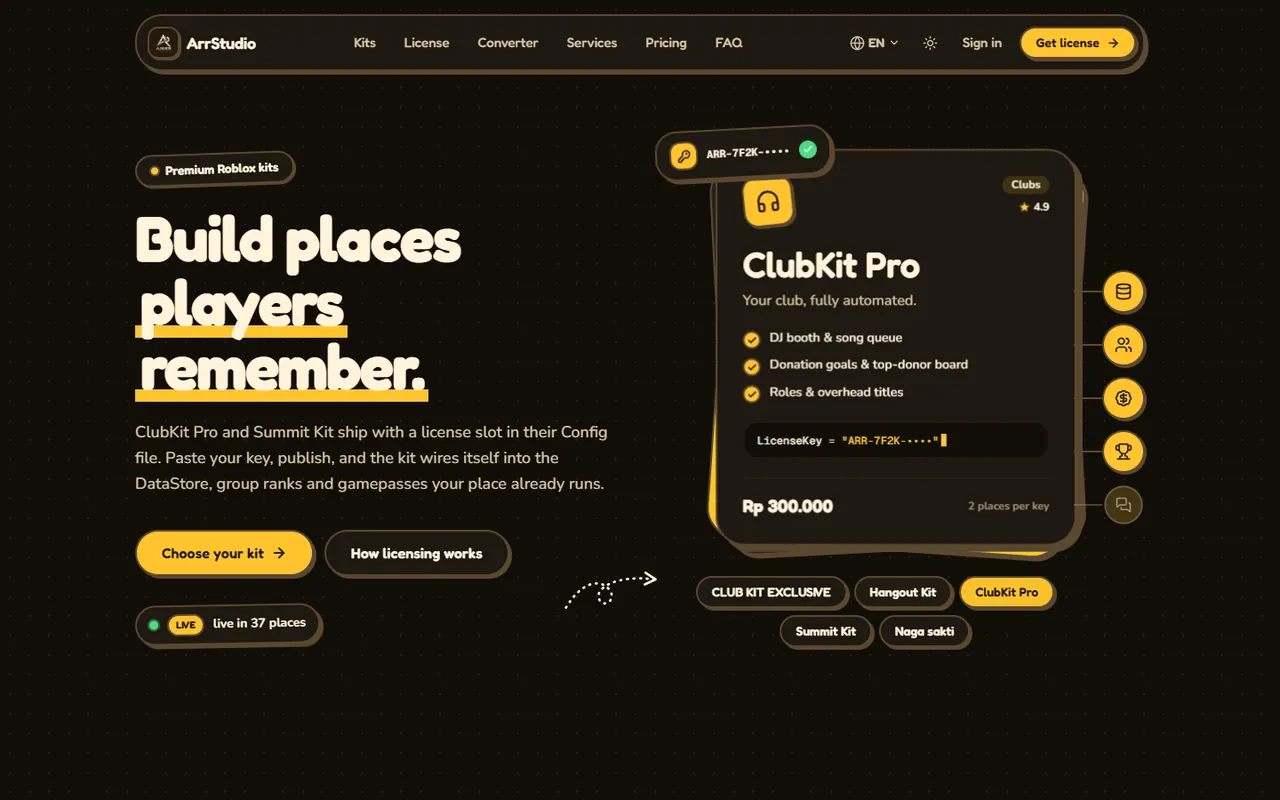 ArrStudio
Kits
License
Converter
Services
Pricing
FAQ
EN
Sign in
Get license
Premium Roblox kits
Build places
players
remember.
ClubKit Pro and Summit Kit ship with a license slot in their Config
file. Paste your key, publish, and the kit wires itself into the
DataStore, group ranks and gamepasses your place already runs.
Choose your kit
How licensing works
LIVE
live in 37 places
ARR-7F2K-••••
Clubs
★ 4.9
ClubKit Pro
Your club, fully automated.
DJ booth & song queue
Donation goals & top-donor board
Roles & overhead titles
LicenseKey = "ARR-7F2K-••••"
Rp 300.000
2 places per key
CLUB KIT EXCLUSIVE
Hangout Kit
ClubKit Pro
Summit Kit
Naga sakti